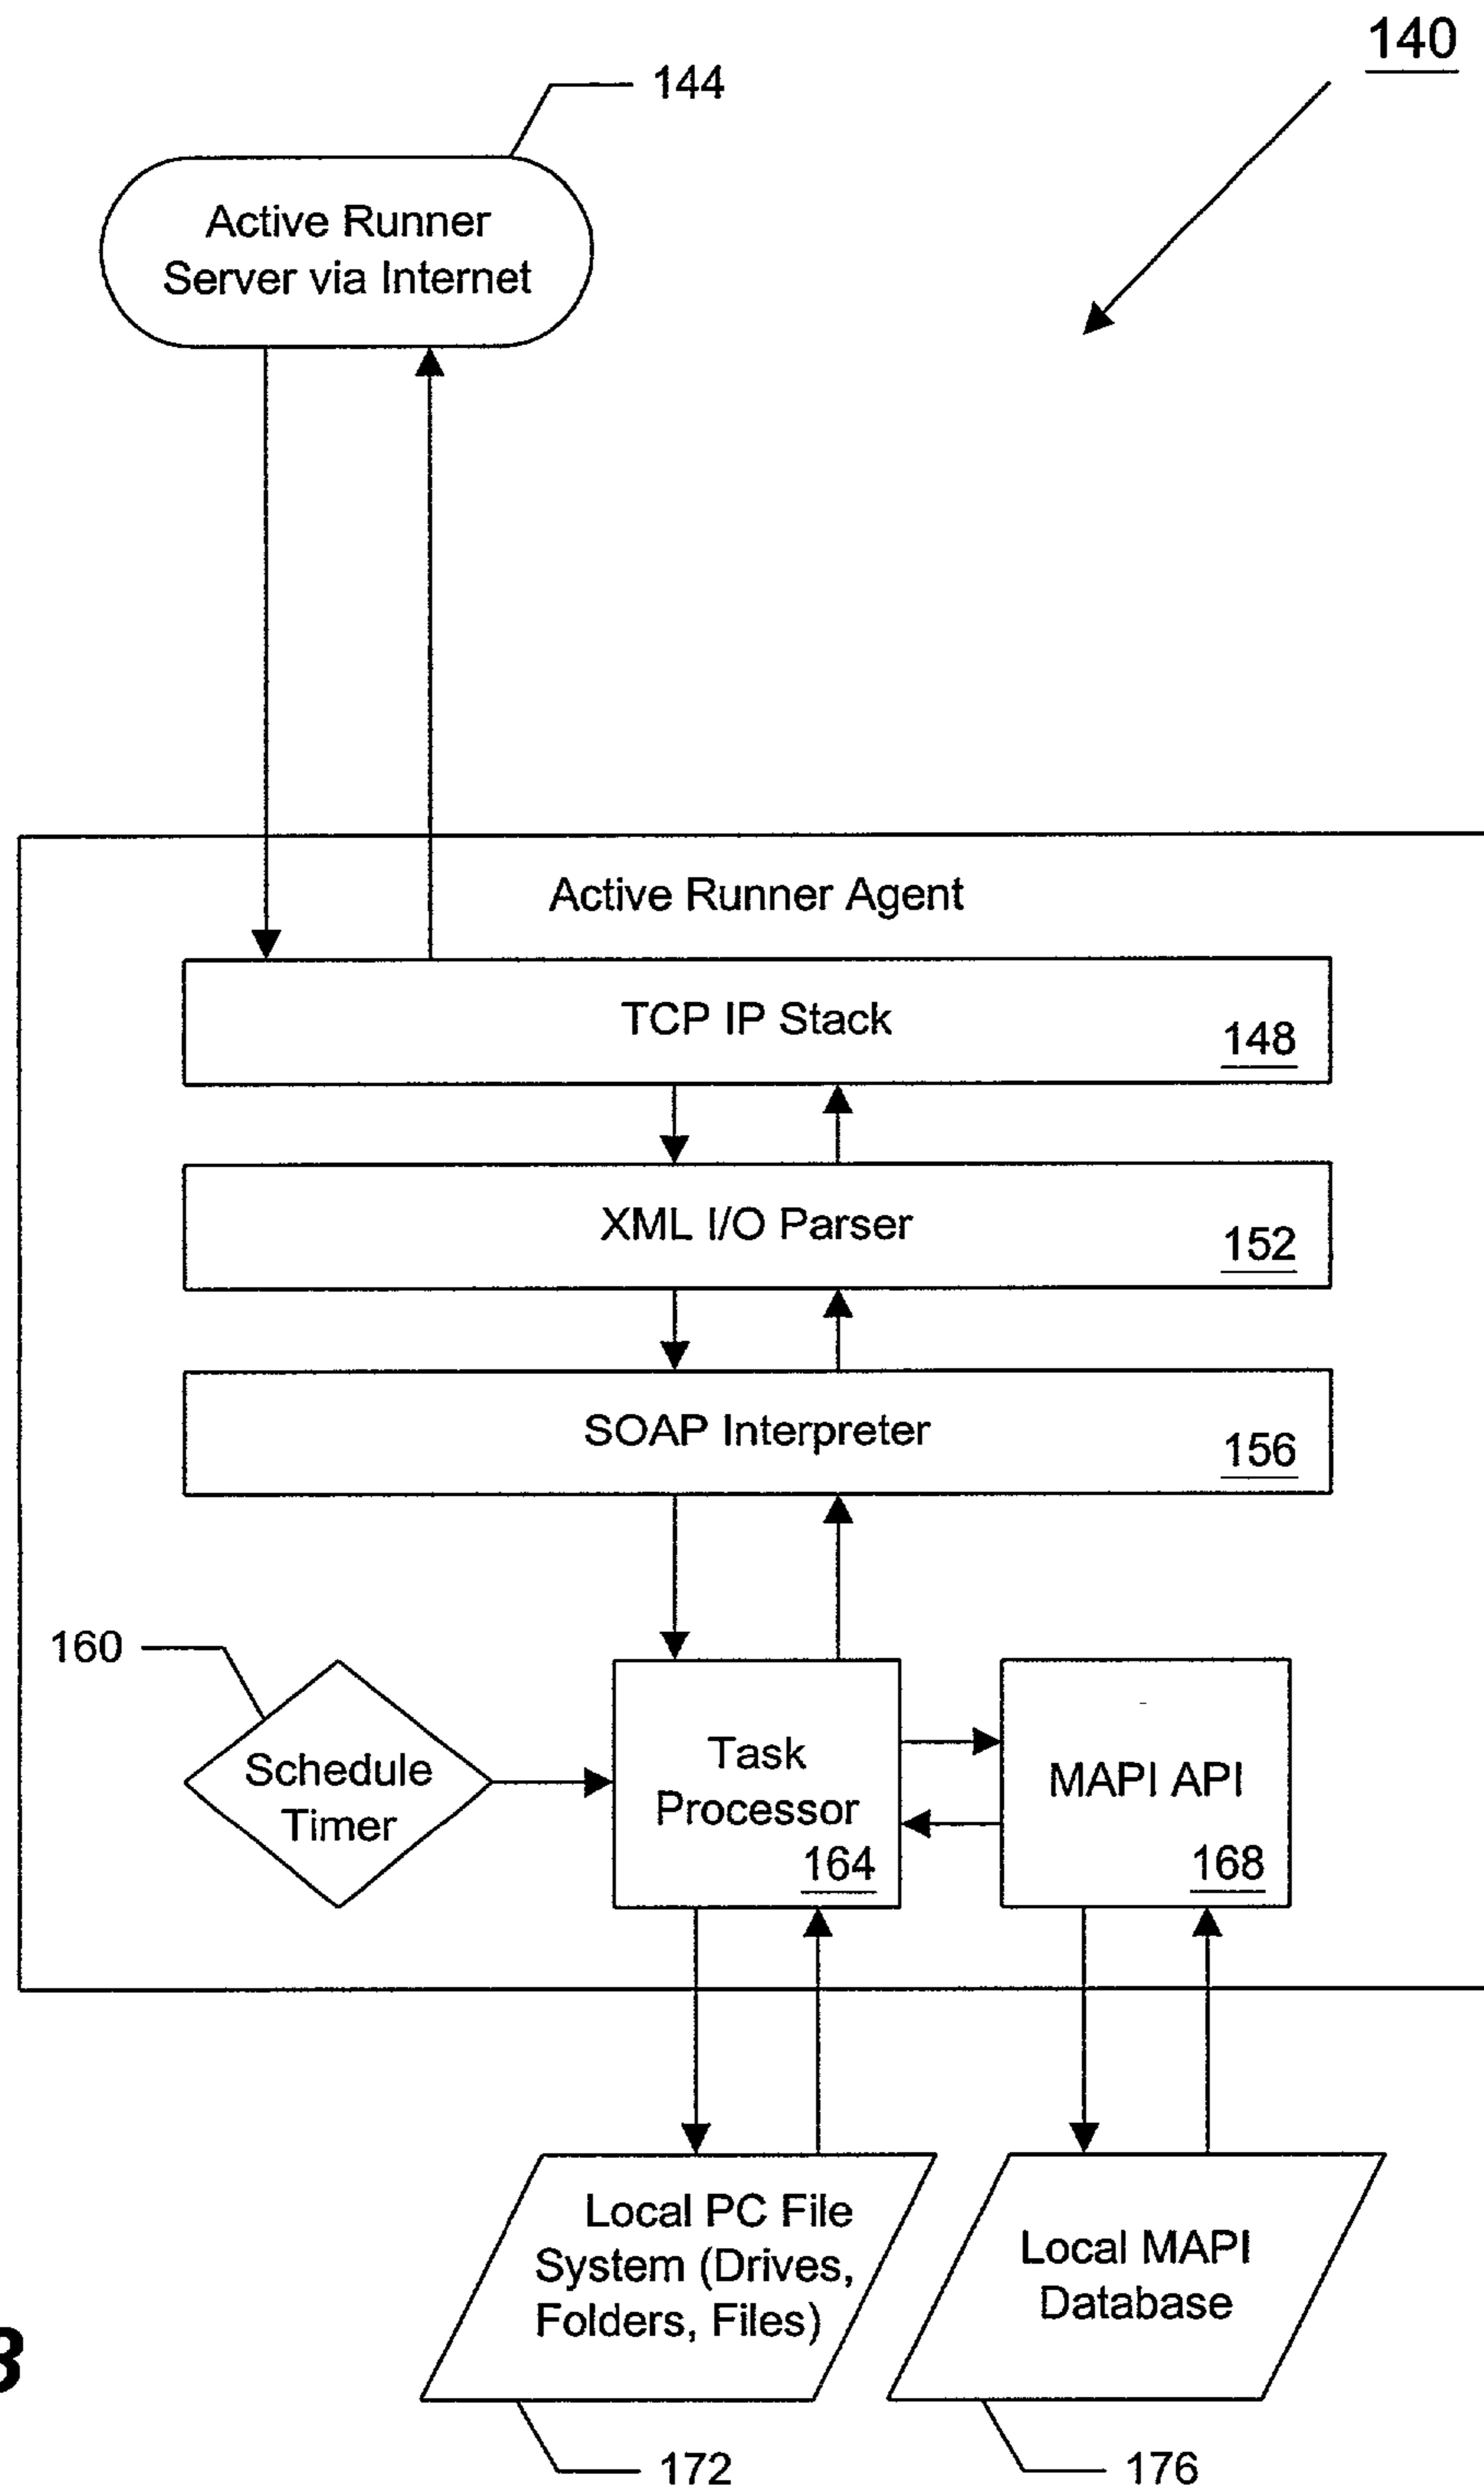 140
144
Active Runner
Server via Internet
Active Runner Agent
TCP IP Stack
148
XML I/O Parser
152
SOAP Interpreter
156
160
Schedule
Timer
Task
Processor
164
MAPI API
168
Local PC File
System (Drives,
Folders, Files)
Local MAPI
Database
172
176